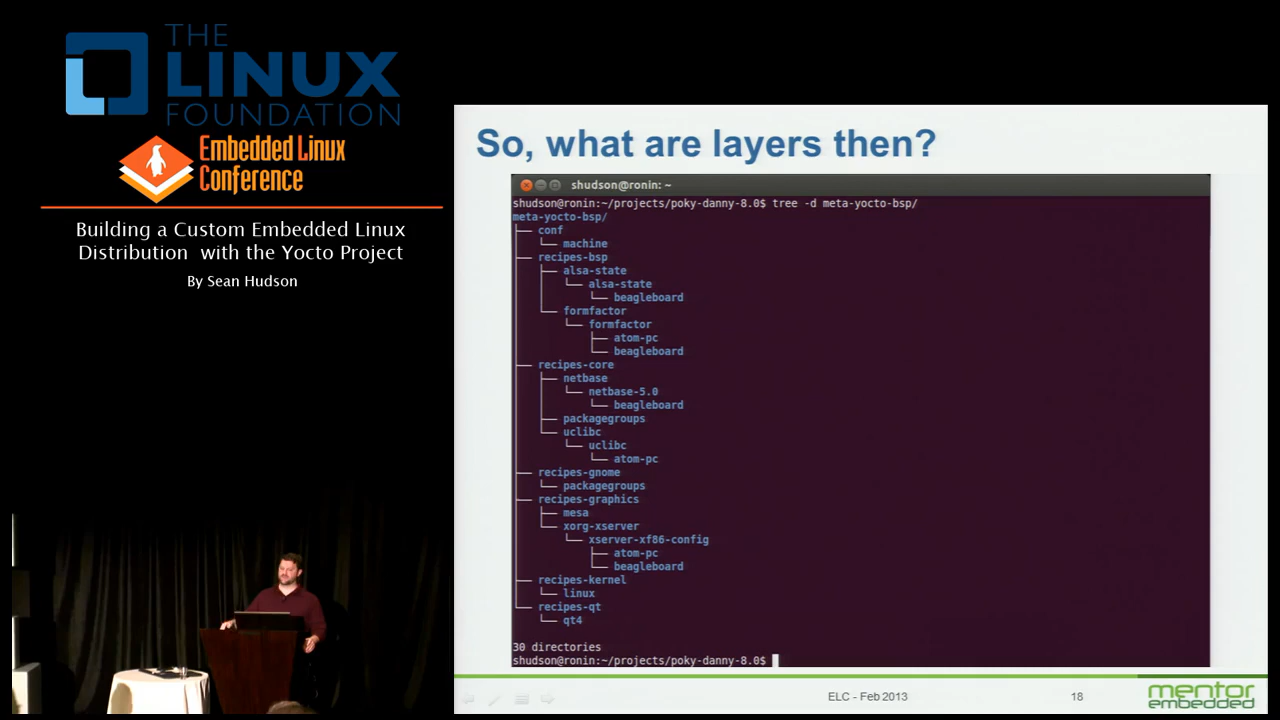 THE
LINUX
FOUNDATION
Embedded Linux
Conference
Building a Custom Embedded Linux
Distribution with the Yocto Project
By Sean Hudson
So, what are layers then?
shudson@ronin: ~
shudson@ronin:~/projects/poky-danny-8.0$ tree -d meta-yocto-bsp/
meta-yocto-bsp/
├── conf
│   └── machine
├── recipes-bsp
│   ├── alsa-state
│   │   └── alsa-state
│   │       └── beagleboard
│   └── formfactor
│       └── formfactor
│           ├── atom-pc
│           └── beagleboard
├── recipes-core
│   ├── netbase
│   │   └── netbase-5.0
│   │       └── beagleboard
│   ├── packagegroups
│   └── uclibc
│       └── uclibc
│           └── atom-pc
├── recipes-gnome
│   └── packagegroups
├── recipes-graphics
│   ├── mesa
│   └── xorg-xserver
│       └── xserver-xf86-config
│           ├── atom-pc
│           └── beagleboard
├── recipes-kernel
│   └── linux
└── recipes-qt
    └── qt4
30 directories
shudson@ronin:~/projects/poky-danny-8.0$
ELC - Feb 2013
18
mentor
embedded